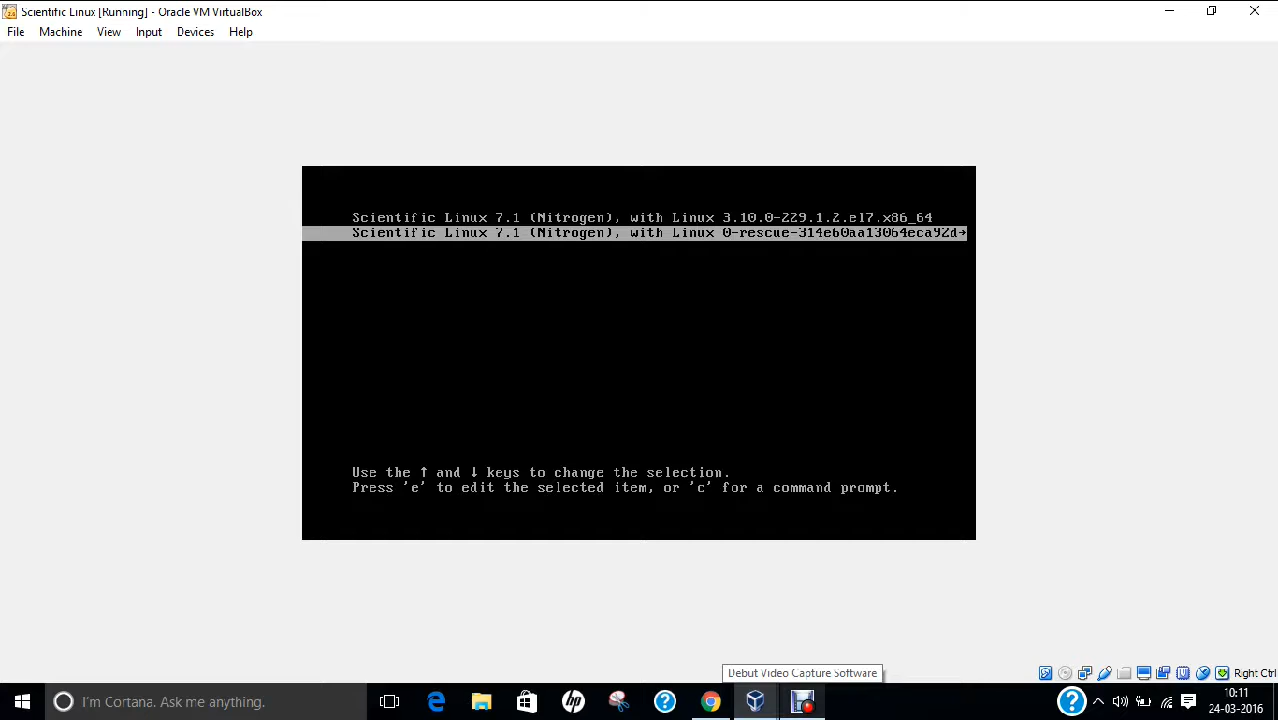 Scientific Linux [Running] - Oracle VM VirtualBox
File Machine View Input Devices Help
Scientific Linux 7.1 (Nitrogen), with Linux 3.10.0-229.1.2.el7.x86_64
Scientific Linux 7.1 (Nitrogen), with Linux 0-rescue-314e60aa13064eca92d→
Use the ↑ and ↓ keys to change the selection.
Press 'e' to edit the selected item, or 'c' for a command prompt.
Debut Video Capture Software
Right Ctrl
I'm Cortana. Ask me anything.
10:11
24-03-2016